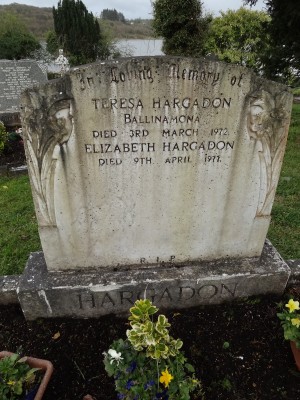 In Loving Memory of
TERESA HARGADON
BALLINAMONA
DIED 3RD MARCH 1972.
ELIZABETH HARGADON
DIED 9TH APRIL 1977.
R.I.P
HARGADON